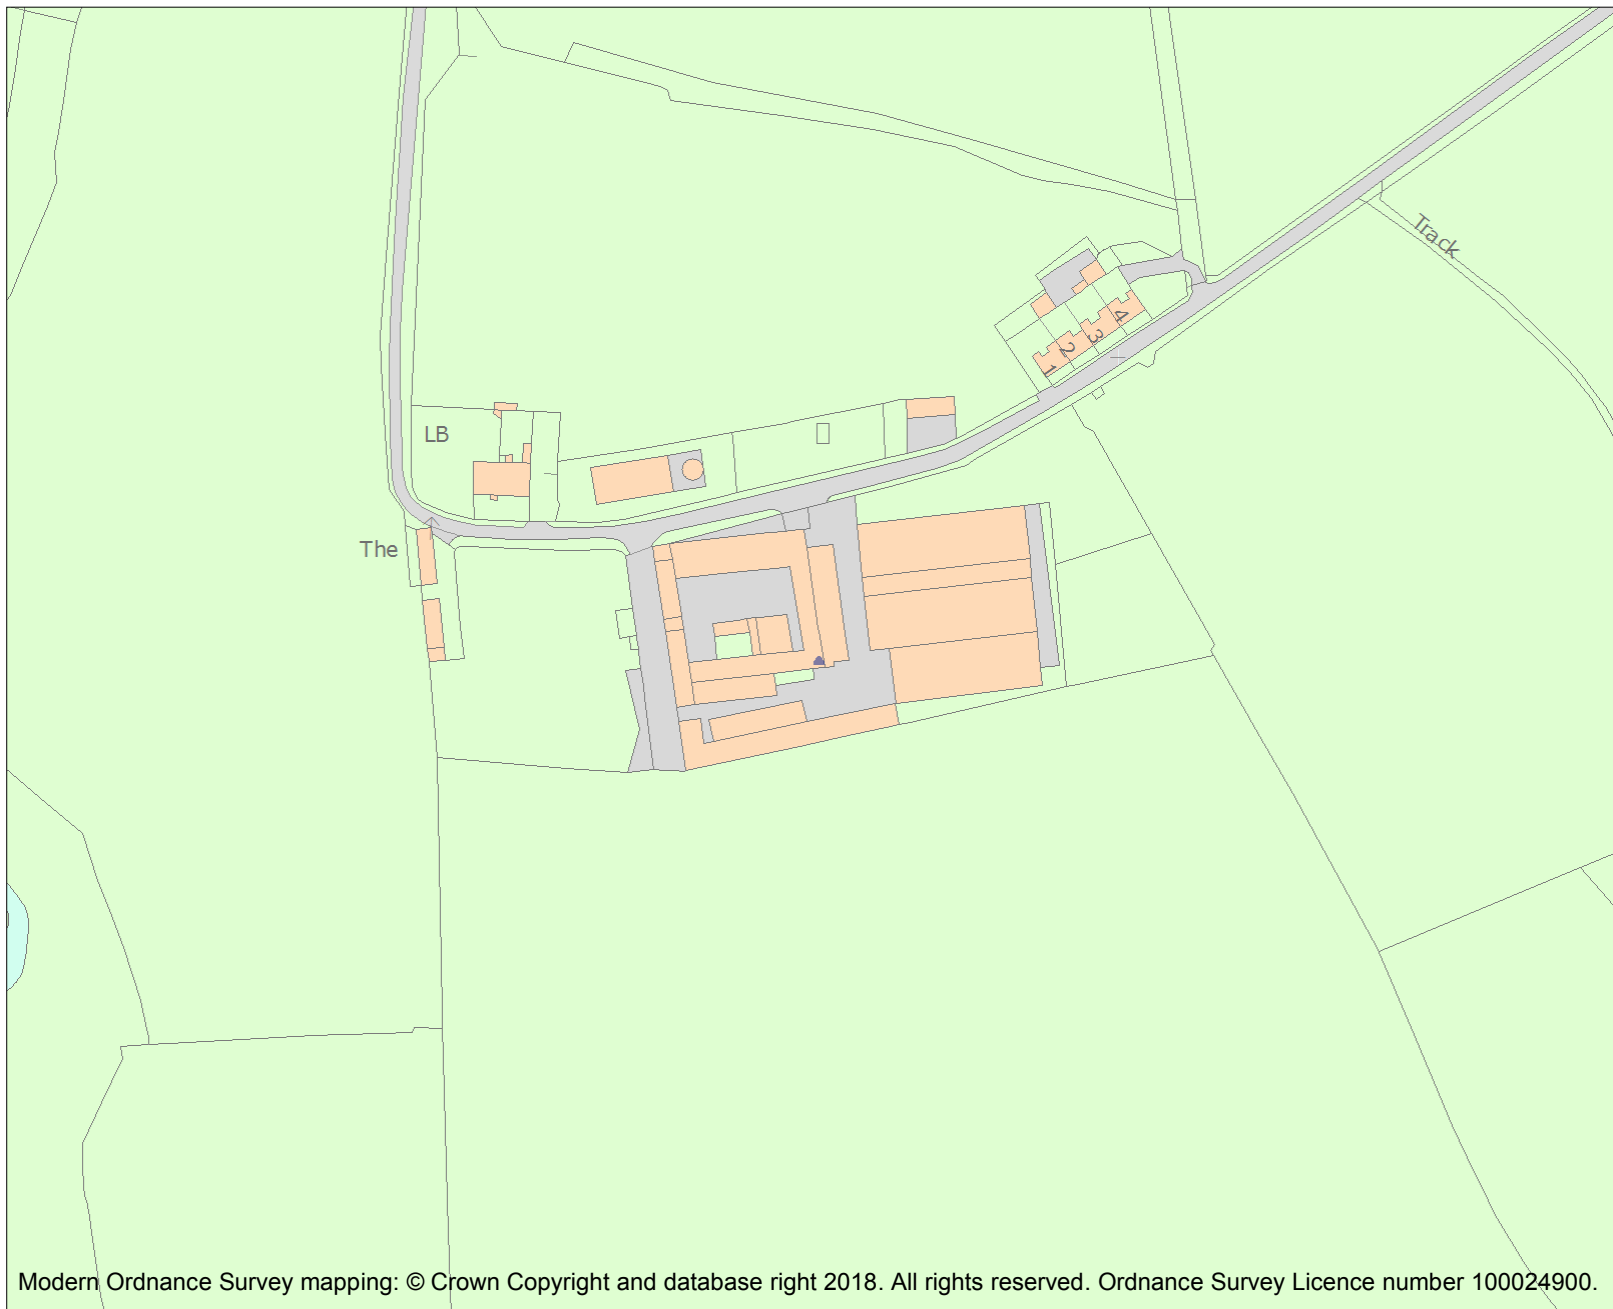 Track
4
3
2
1
LB
The
Modern Ordnance Survey mapping: © Crown Copyright and database right 2018. All rights reserved. Ordnance Survey Licence number 100024900.